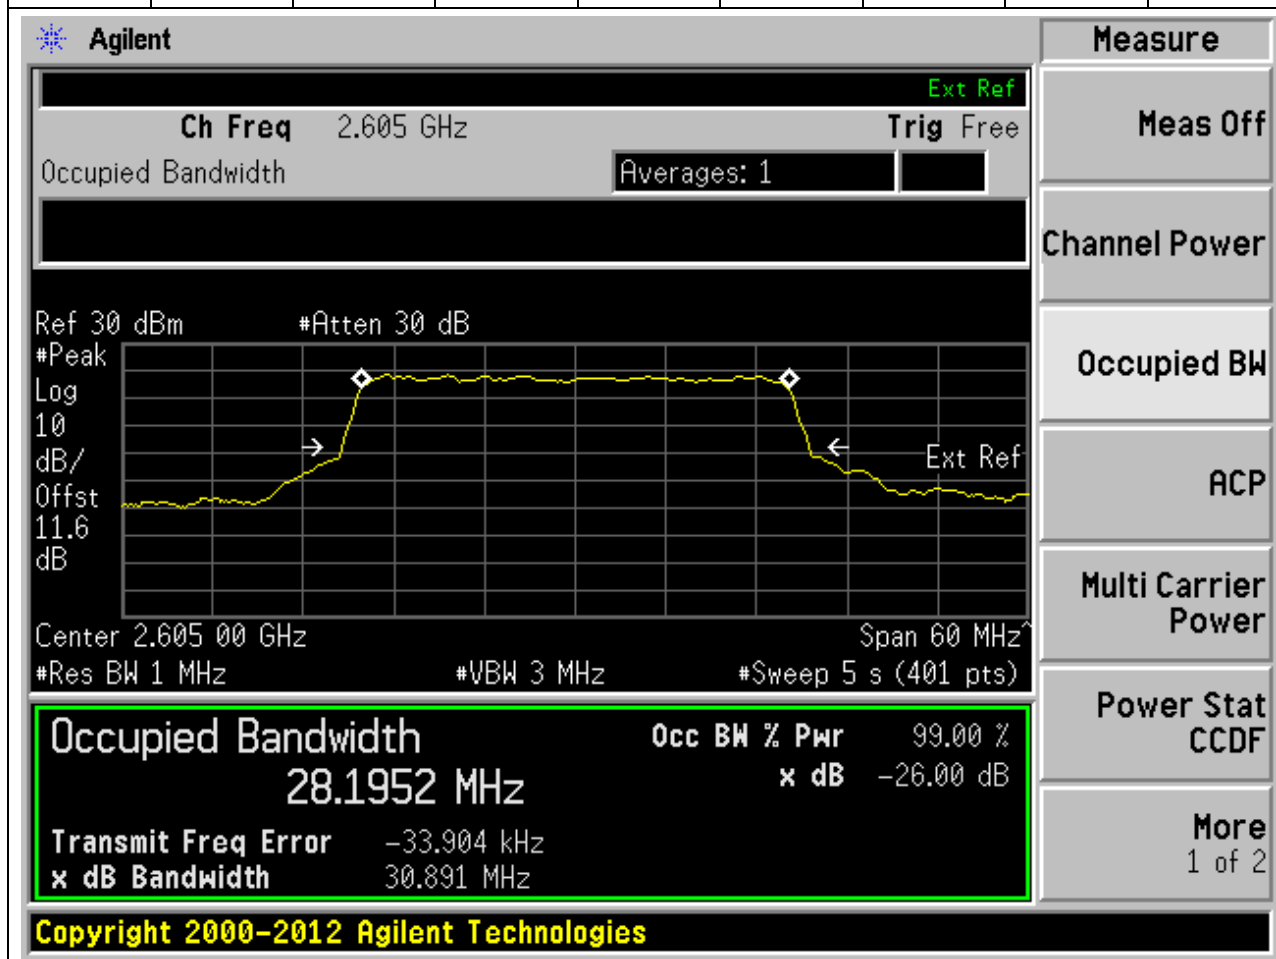 Agilent
Measure
Ext Ref
Ch Freq 2.605 GHz Trig Free
Meas Off
Occupied Bandwidth Averages: 1
Channel Power
Ref 30 dBm #Atten 30 dB
#Peak
Log
10
dB/
Offst
11.6
dB
Ext Ref
Occupied BW
ACP
Center 2.605 00 GHz Span 60 MHz^
#Res BW 1 MHz #VBW 3 MHz #Sweep 5 s (401 pts)
Multi Carrier
Power
Occupied Bandwidth Occ BW % Pwr 99.00 %
28.1952 MHz x dB -26.00 dB
Transmit Freq Error -33.904 kHz
x dB Bandwidth 30.891 MHz
Power Stat
CCDF
More
1 of 2
Copyright 2000-2012 Agilent Technologies